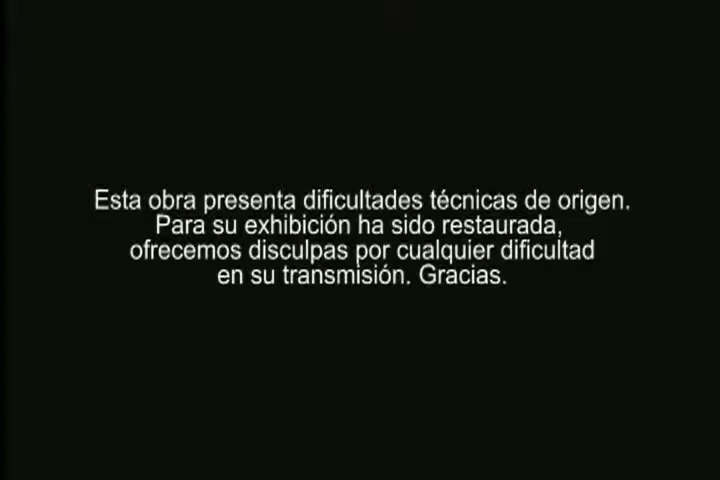 Esta obra presenta dificultades técnicas de origen.
Para su exhibición ha sido restaurada,
ofrecemos disculpas por cualquier dificultad
en su transmisión. Gracias.